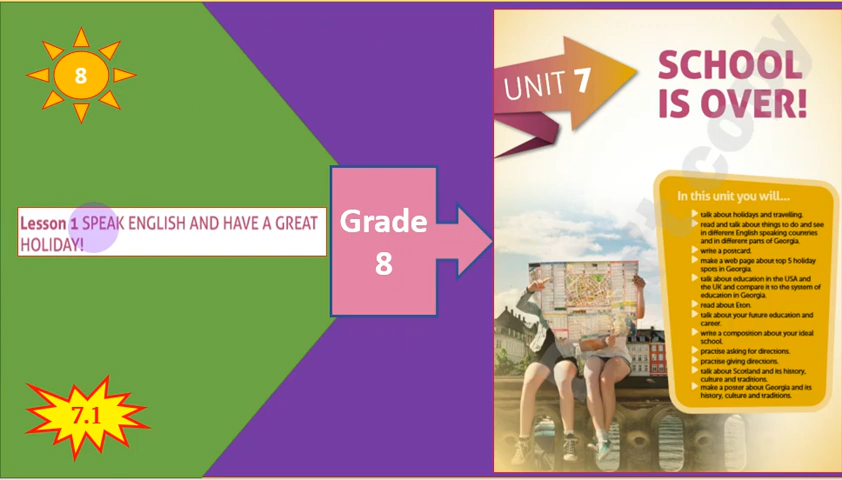 8
Lesson 1 SPEAK ENGLISH AND HAVE A GREAT
HOLIDAY!
7.1
Grade
8
UNIT 7
SCHOOL
IS OVER!
In this unit you will...
talk about holidays and travelling.
read and talk about things to do and see
in different English speaking countries
and in different parts of Georgia.
write a postcard.
make a web page about top 5 holiday
spots in Georgia.
talk about education in the USA and
the UK and compare it to the system of
education in Georgia.
read about Eton.
talk about your future education and
career.
write a composition about your ideal
school.
practise asking for directions.
practise giving directions.
talk about Scotland and its history,
culture and traditions.
make a poster about Georgia and its
history, culture and traditions.
copy